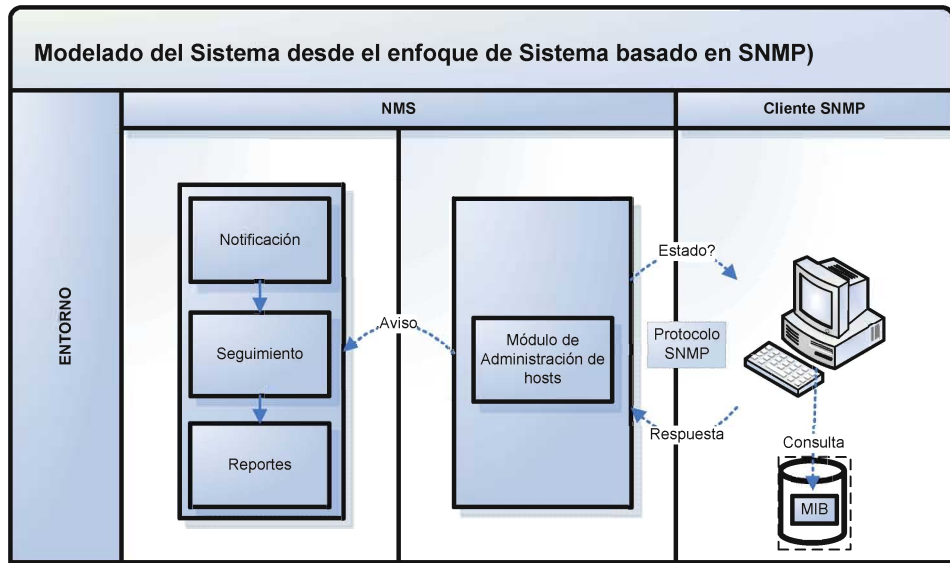 Modelado del Sistema desde el enfoque de Sistema basado en SNMP)
NMS
Cliente SNMP
ENTORNO
Notificación
Seguimiento
Reportes
Aviso
Módulo de
Administración de
hosts
Estado?
Protocolo
SNMP
Respuesta
Consulta
MIB